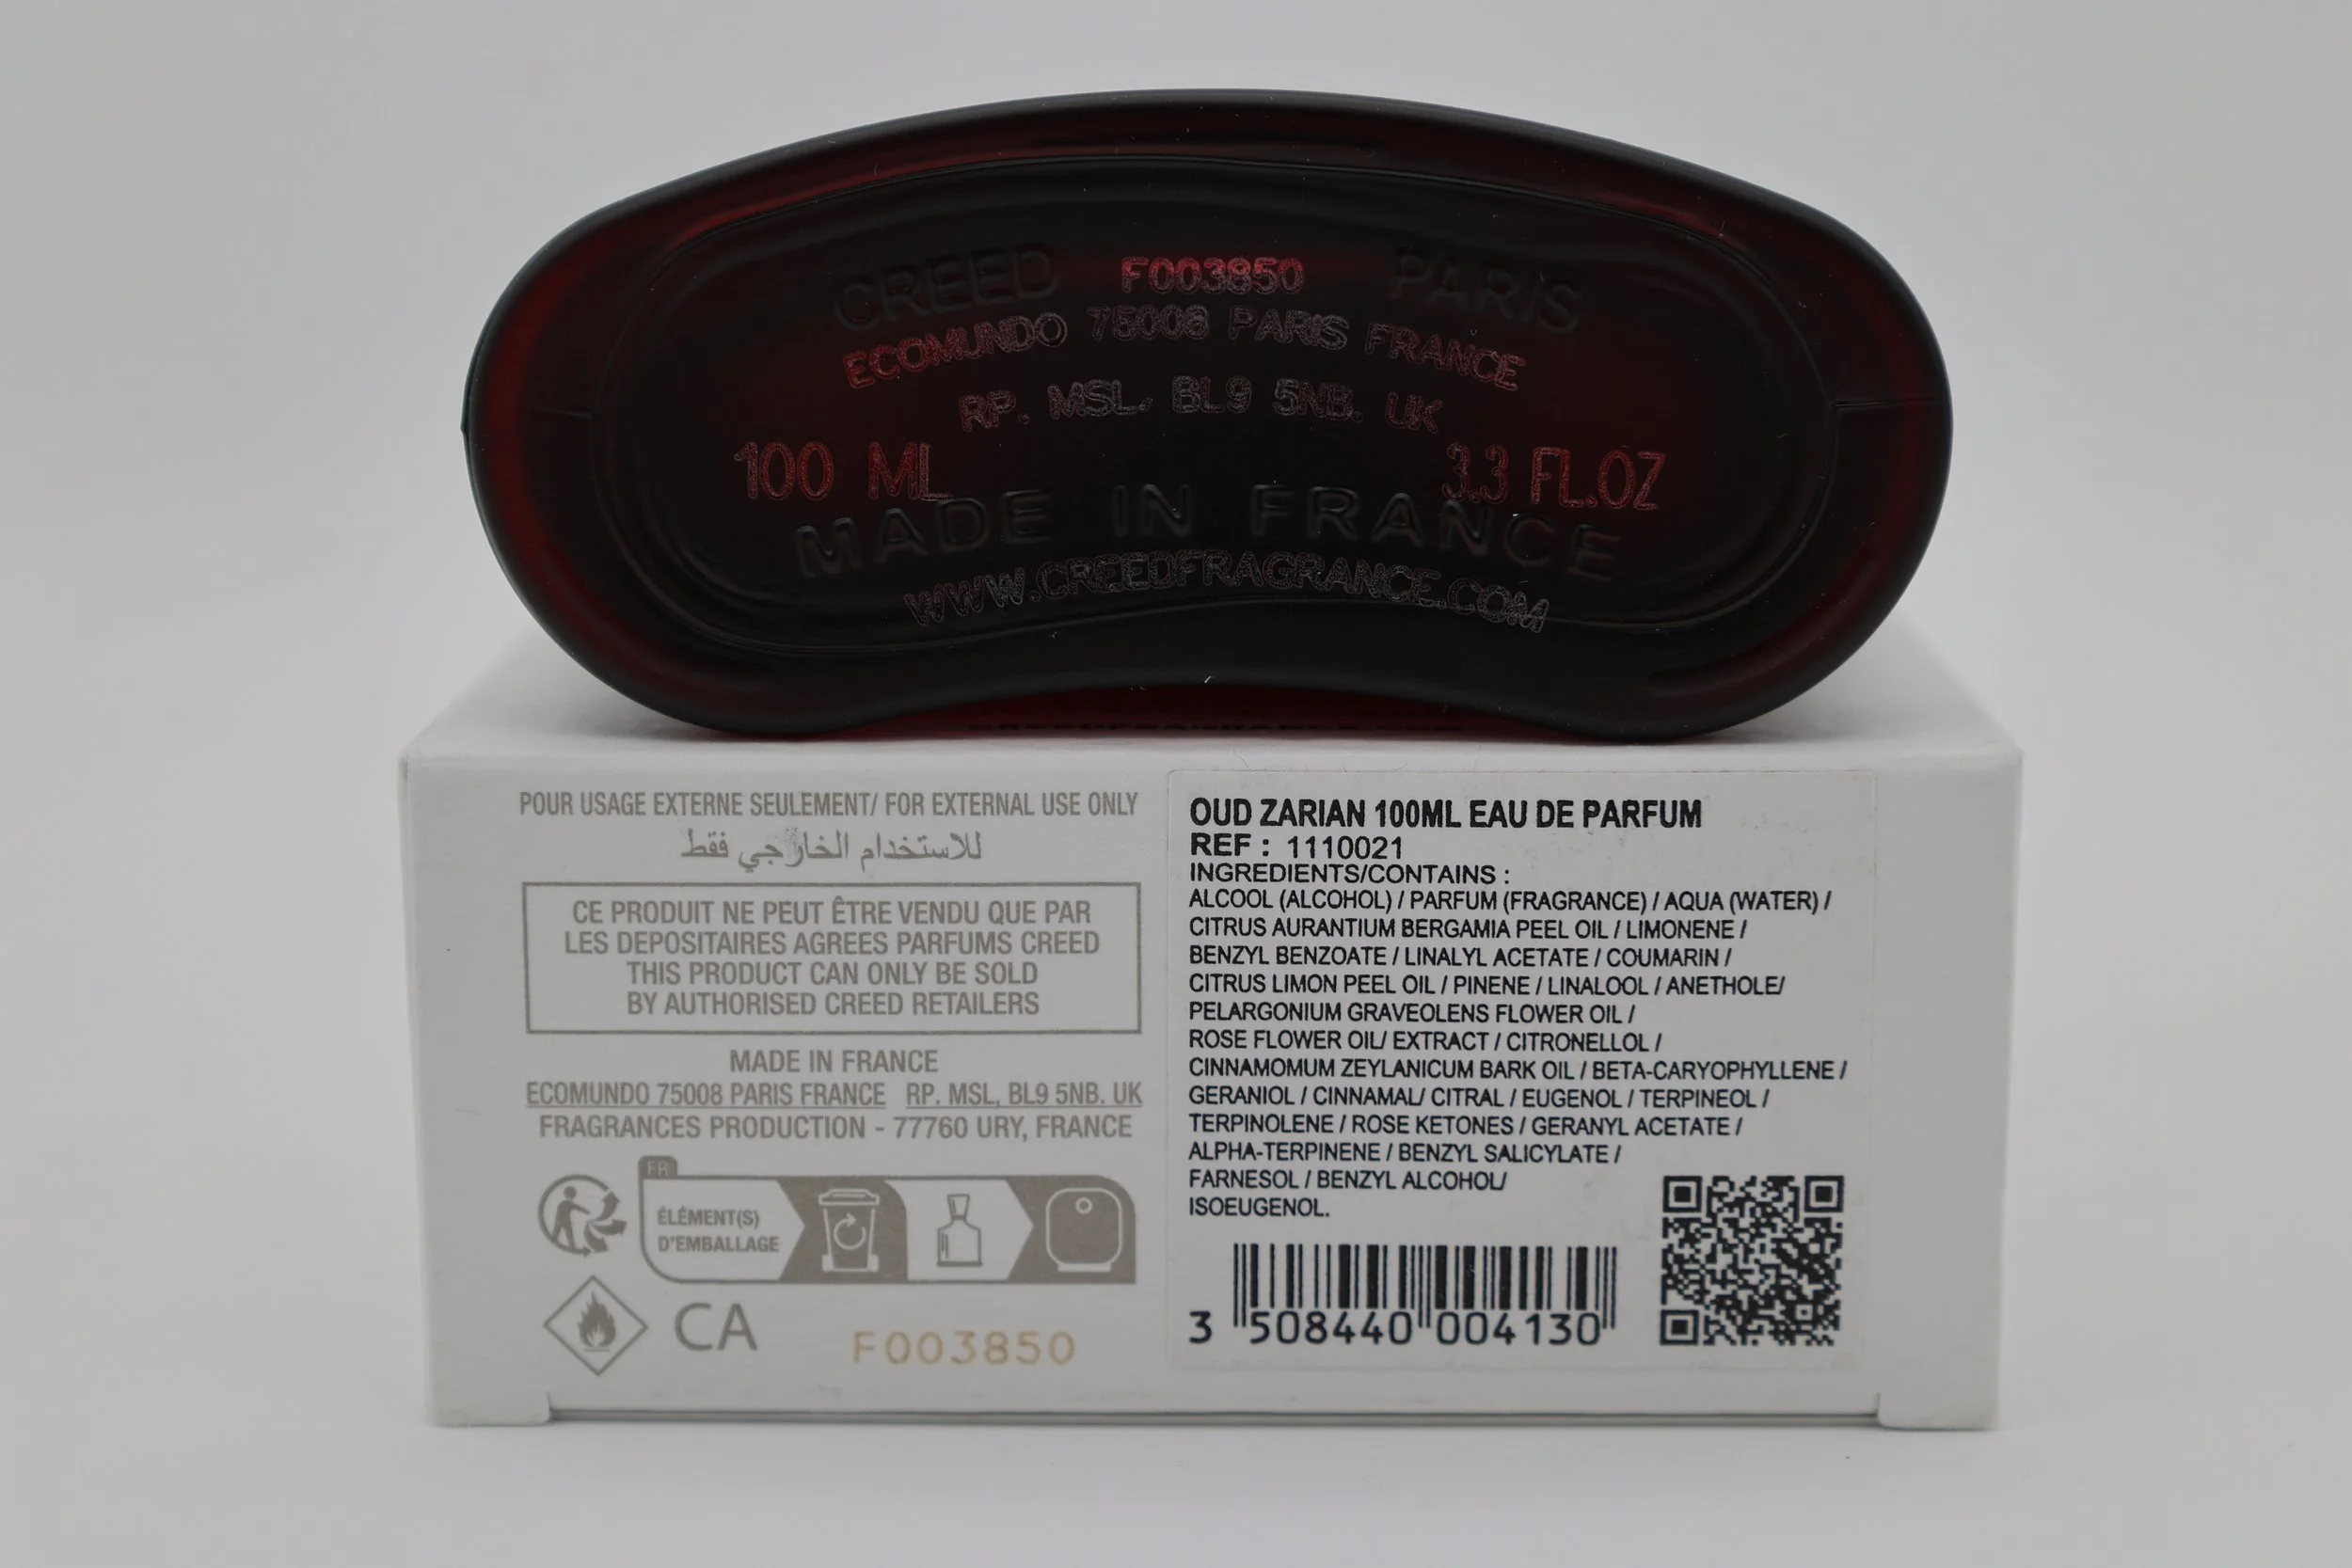 CREED F003850 PARIS
ECOMUNDO 75008 PARIS FRANCE
RP. MSL, BL9 5NB. UK
100 ML 3.3 FL.OZ
MADE IN FRANCE
WWW.CREEDFRAGRANCE.COM
POUR USAGE EXTERNE SEULEMENT/ FOR EXTERNAL USE ONLY
للاستخدام الخارجي فقط
CE PRODUIT NE PEUT ÊTRE VENDU QUE PAR
LES DEPOSITAIRES AGREES PARFUMS CREED
THIS PRODUCT CAN ONLY BE SOLD
BY AUTHORISED CREED RETAILERS
MADE IN FRANCE
ECOMUNDO 75008 PARIS FRANCE RP. MSL, BL9 5NB. UK
FRAGRANCES PRODUCTION - 77760 URY, FRANCE
FR
ÉLÉMENT(S)
D'EMBALLAGE
CA
F003850
OUD ZARIAN 100ML EAU DE PARFUM
REF : 1110021
INGREDIENTS/CONTAINS :
ALCOOL (ALCOHOL) / PARFUM (FRAGRANCE) / AQUA (WATER) /
CITRUS AURANTIUM BERGAMIA PEEL OIL / LIMONENE /
BENZYL BENZOATE / LINALYL ACETATE / COUMARIN /
CITRUS LIMON PEEL OIL / PINENE / LINALOOL / ANETHOLE/
PELARGONIUM GRAVEOLENS FLOWER OIL /
ROSE FLOWER OIL/ EXTRACT / CITRONELLOL /
CINNAMOMUM ZEYLANICUM BARK OIL / BETA-CARYOPHYLLENE /
GERANIOL / CINNAMAL/ CITRAL / EUGENOL / TERPINEOL /
TERPINOLENE / ROSE KETONES / GERANYL ACETATE /
ALPHA-TERPINENE / BENZYL SALICYLATE /
FARNESOL / BENZYL ALCOHOL/
ISOEUGENOL.
3 508440 004130